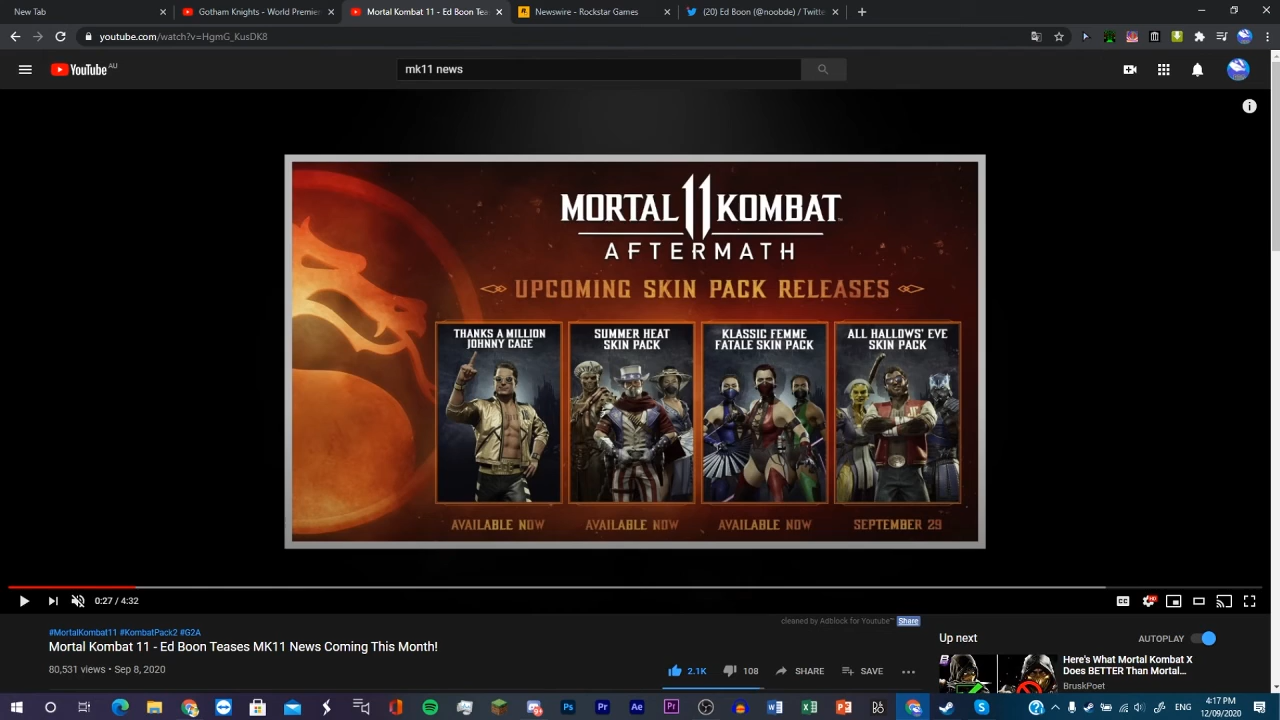 New Tab
Gotham Knights - World Premie
Mortal Kombat 11 - Ed Boon Tea
Newswire - Rockstar Games
(20) Ed Boon (@noobde) / Twitte
youtube.com/watch?v=HgmG_KusDK8
YouTube AU
mk11 news
MORTAL 11 KOMBAT
AFTERMATH
UPCOMING SKIN PACK RELEASES
THANKS A MILLION
JOHNNY CAGE
SUMMER HEAT
SKIN PACK
KLASSIC FEMME
FATALE SKIN PACK
ALL HALLOWS' EVE
SKIN PACK
AVAILABLE NOW
AVAILABLE NOW
AVAILABLE NOW
SEPTEMBER 29
0:27 / 4:32
CC
HD
cleaned by Adblock for Youtube™ Share
#MortalKombat11 #KombatPack2 #G2A
Mortal Kombat 11 - Ed Boon Teases MK11 News Coming This Month!
80,531 views • Sep 8, 2020
2.1K
108
SHARE
SAVE
Up next
AUTOPLAY
Here's What Mortal Kombat X
Does BETTER Than Mortal...
BruskPoet
ENG
4:17 PM
12/09/2020